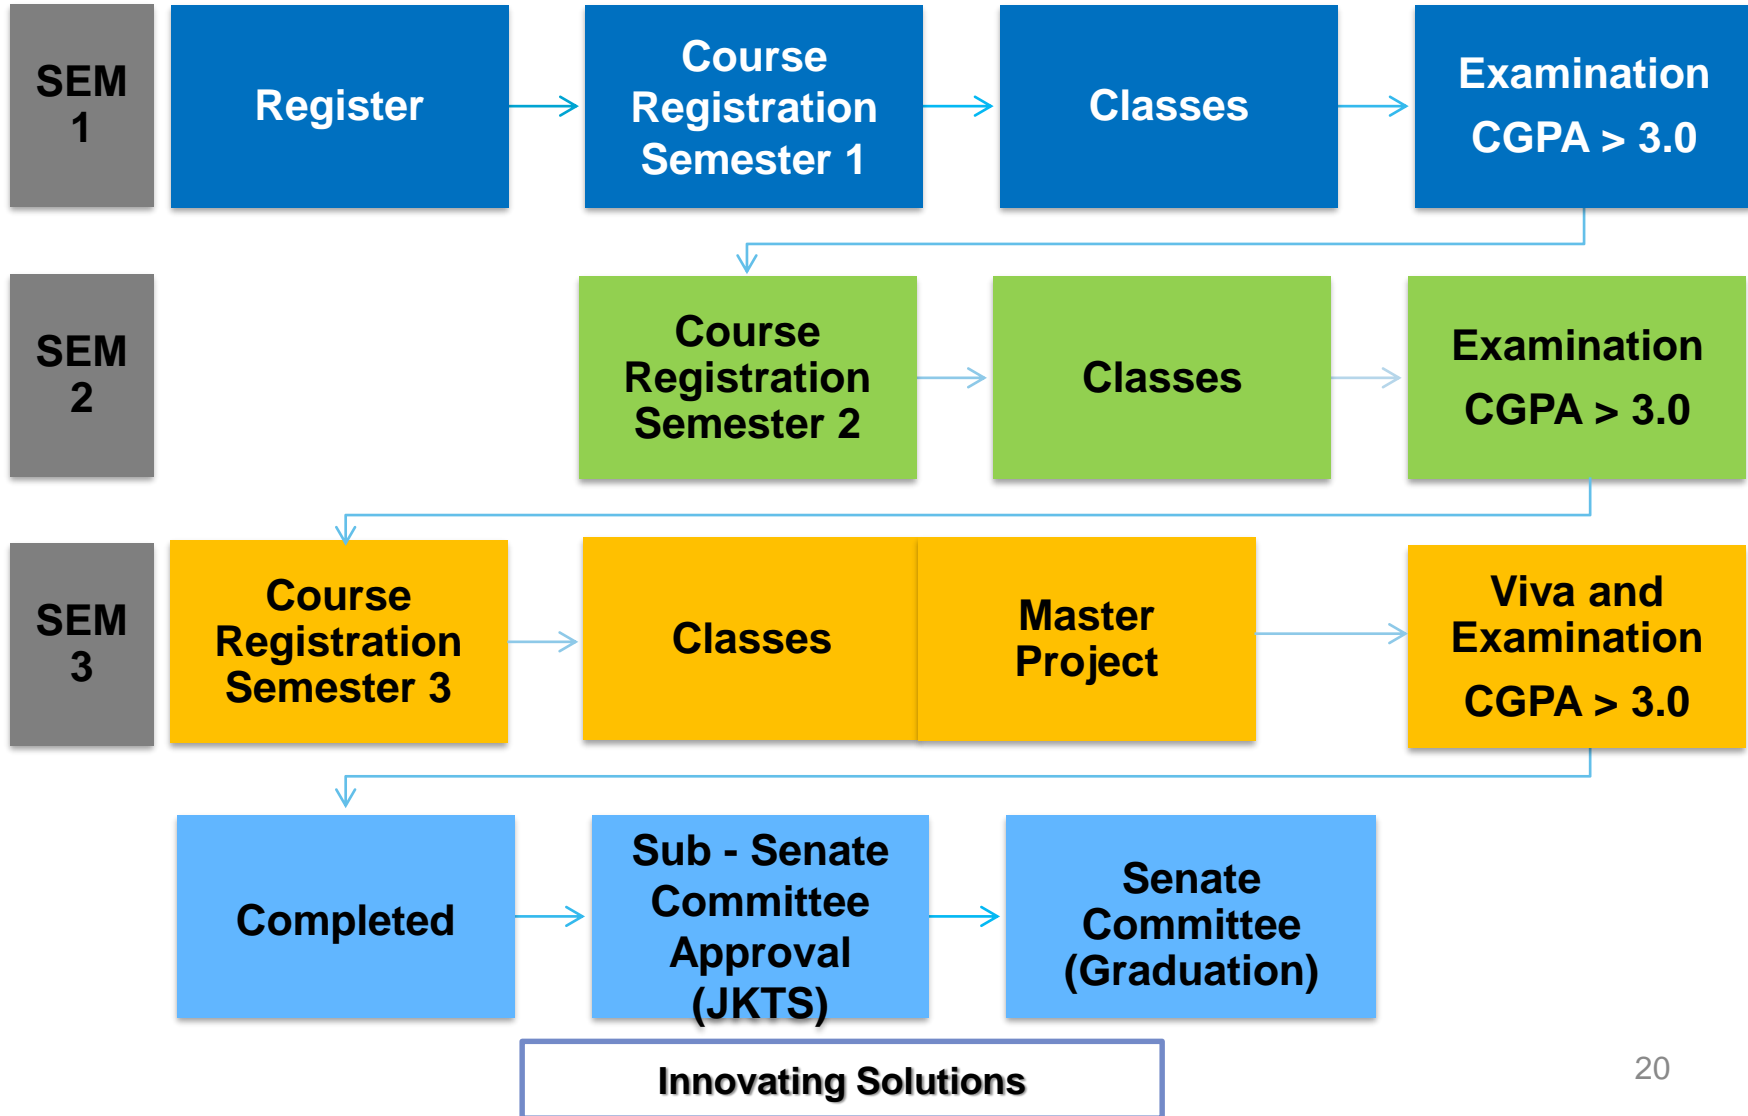 SEM
1
Register
Course
Registration
Semester 1
Classes
Examination
CGPA > 3.0
SEM
2
Course
Registration
Semester 2
Classes
Examination
CGPA > 3.0
SEM
3
Course
Registration
Semester 3
Classes
Master
Project
Viva and
Examination
CGPA > 3.0
Completed
Sub - Senate
Committee
Approval
(JKTS)
Senate
Committee
(Graduation)
Innovating Solutions
20